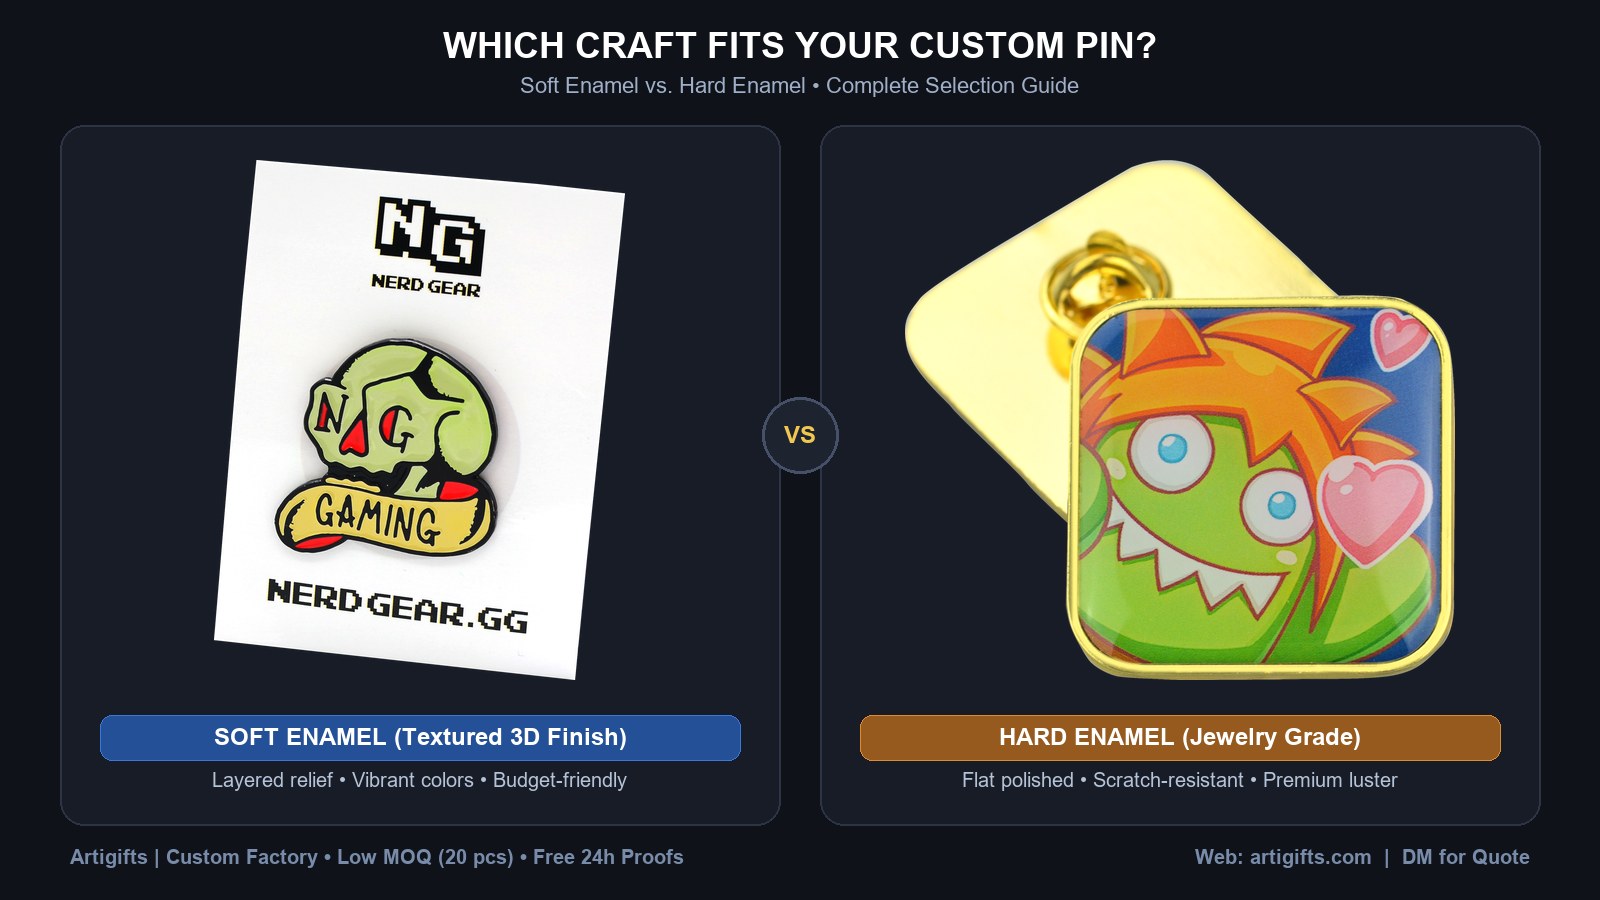 WHICH CRAFT FITS YOUR CUSTOM PIN?
Soft Enamel vs. Hard Enamel • Complete Selection Guide
NG
NERD GEAR
NG
GAMING
NERDGEAR.GG
VS
SOFT ENAMEL (Textured 3D Finish)
Layered relief • Vibrant colors • Budget-friendly
HARD ENAMEL (Jewelry Grade)
Flat polished • Scratch-resistant • Premium luster
Artigifts | Custom Factory • Low MOQ (20 pcs) • Free 24h Proofs
Web: artigifts.com | DM for Quote